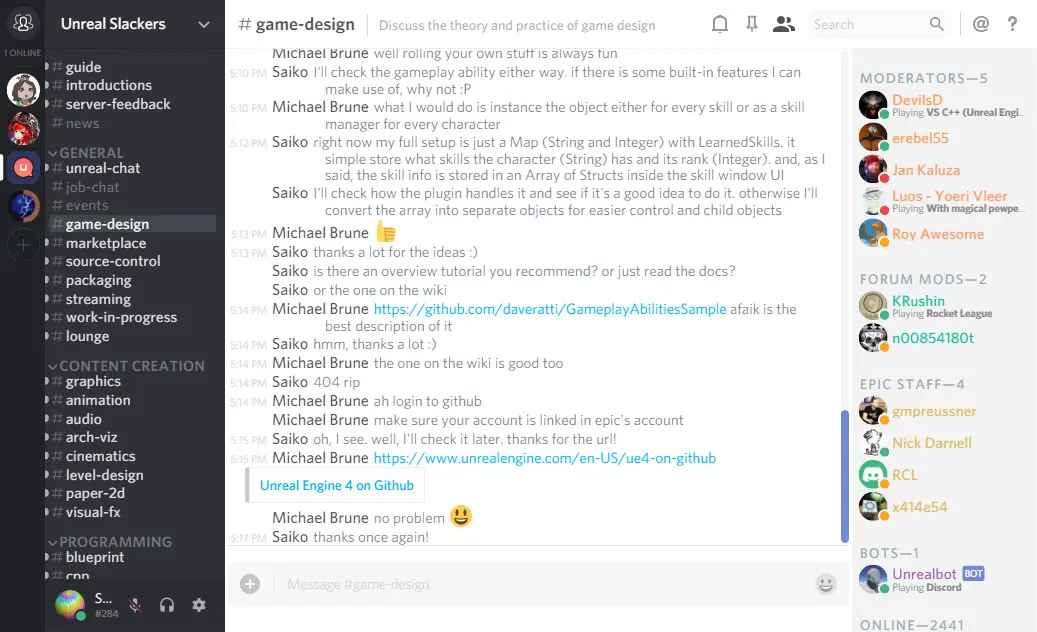 1 ONLINE
Unreal Slackers
# guide
# introductions
# server-feedback
# news
GENERAL
# unreal-chat
# job-chat
# events
# game-design
# marketplace
# source-control
# packaging
# streaming
# work-in-progress
# lounge
CONTENT CREATION
# graphics
# animation
# audio
# arch-viz
# cinematics
# level-design
# paper-2d
# visual-fx
PROGRAMMING
# blueprint
# cpp
S...
#284
# game-design
Discuss the theory and practice of game design
Search
@
?
Michael Brune well rolling your own stuff is always fun
5:10 PM Saiko I'll check the gameplay ability either way. if there is some built-in features I can
make use of, why not :P
5:10 PM Michael Brune what I would do is instance the object either for every skill or as a skill
manager for every character
5:12 PM Saiko right now my full setup is just a Map (String and Integer) with LearnedSkills. it
simple store what skills the character (String) has and its rank (Integer). and, as I
said, the skill info is stored in an Array of Structs inside the skill window UI
Saiko I'll check how the plugin handles it and see if it's a good idea to do it. otherwise I'll
convert the array into separate objects for easier control and child objects
5:13 PM Michael Brune
5:13 PM Saiko thanks a lot for the ideas :)
Saiko is there an overview tutorial you recommend? or just read the docs?
Saiko or the one on the wiki
5:14 PM Michael Brune https://github.com/daveratti/GameplayAbilitiesSample afaik is the
best description of it
5:14 PM Saiko hmm, thanks a lot :)
5:14 PM Michael Brune the one on the wiki is good too
5:14 PM Saiko 404 rip
5:14 PM Michael Brune ah login to github
Michael Brune make sure your account is linked in epic's account
5:15 PM Saiko oh, I see. well, I'll check it later. thanks for the url!
5:15 PM Michael Brune https://www.unrealengine.com/en-US/ue4-on-github
Unreal Engine 4 on Github
Michael Brune no problem
5:17 PM Saiko thanks once again!
Message #game-design
MODERATORS—5
DevilsD
Playing VS C++ (Unreal Engi...
erebel55
Jan Kaluza
Luos - Yoeri Vleer
Playing With magical pewpe...
Roy Awesome
FORUM MODS—2
KRushin
Playing Rocket League
n00854180t
EPIC STAFF—4
gmpreussner
Nick Darnell
RCL
x414e54
BOTS—1
Unrealbot BOT
Playing Discord
ONLINE—2441